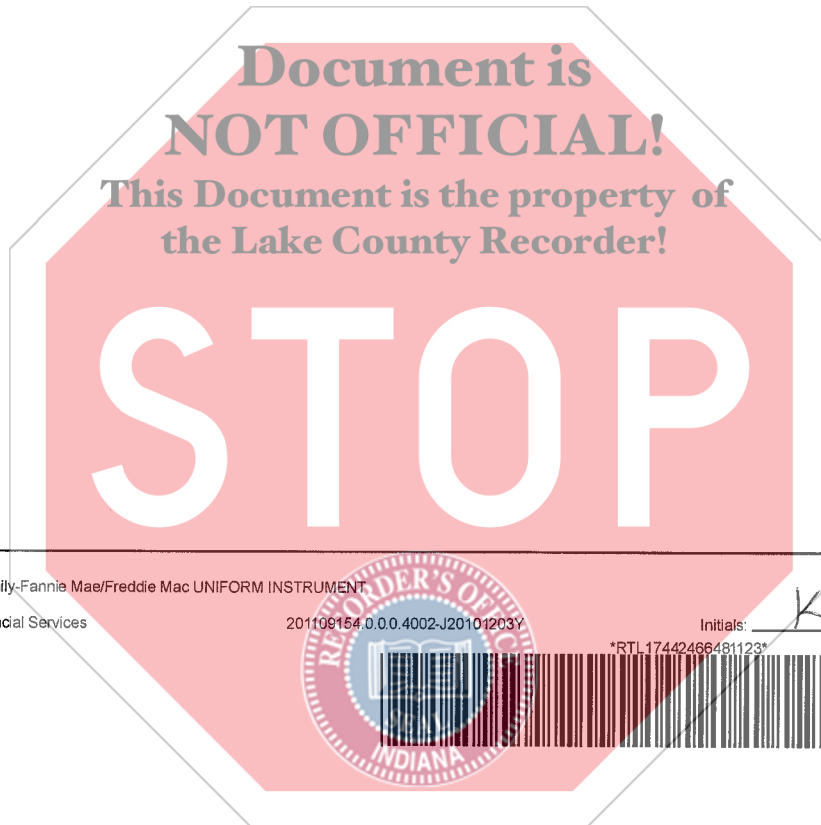 Document is
NOT OFFICIAL!
This Document is the property of
the Lake County Recorder!
STOP
ily-Fannie Mae/Freddie Mac UNIFORM INSTRUMENT
cial Services 201109154.0.0.0.4002-J20101203Y Initials:
*RTL17442466481123*
RECORDER'S OFFICE
SEAL
INDIANA